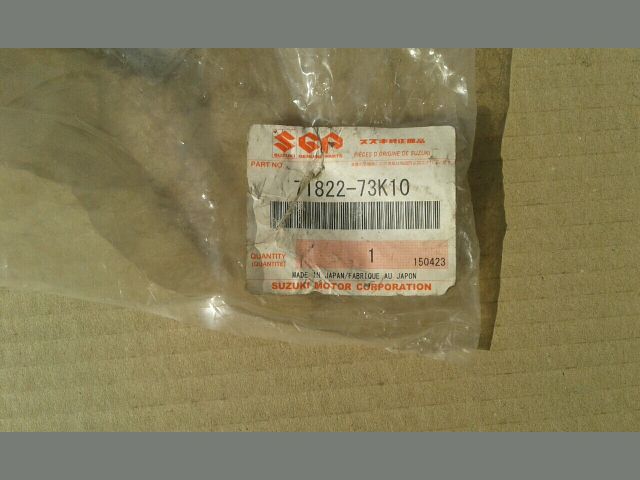 SGP スズキ純正部品
SUZUKI GENUINE PARTS PIÈCES D'ORIGINE DE SUZUKI
PART NO.
71822-73K10
QUANTITY
(QUANTITÉ) 1 150423
MADE IN JAPAN/FABRIQUE AU JAPON
SUZUKI MOTOR CORPORATION